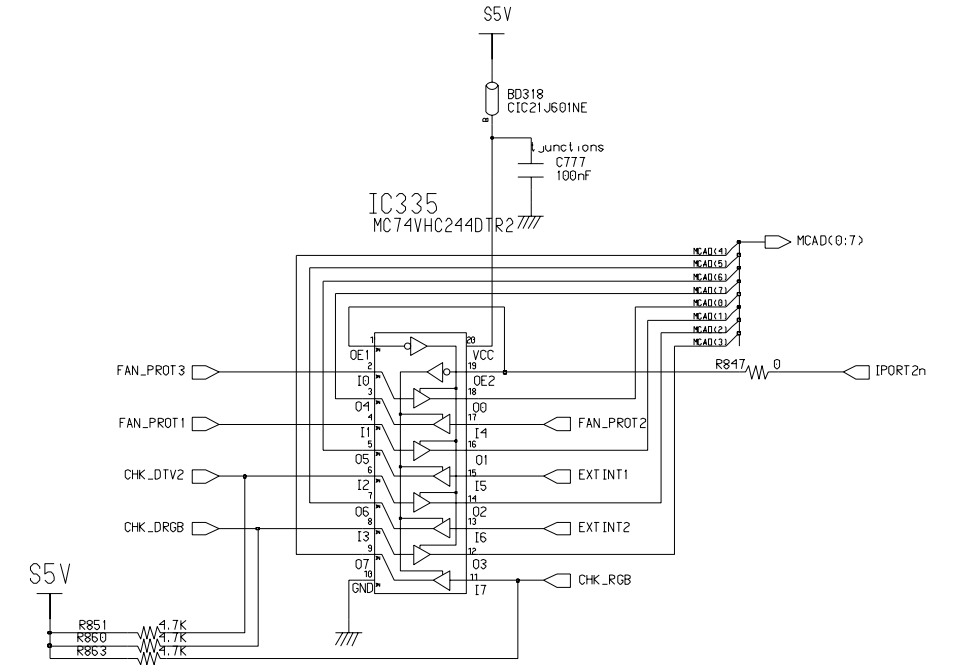 S5V
BD318
CIC21J601NE
junctions
C777
100nF
IC335
MC74VHC244DTR2
MCAD(4)
MCAD(5)
MCAD(6)
MCAD(7)
MCAD(0)
MCAD(1)
MCAD(2)
MCAD(3)
MCAD(0:7)
1
OE1
20
VCC
FAN_PROT3
2
I0
19
OE2
R847
0
IPORT2n
3
O4
18
O0
FAN_PROT1
4
I1
17
I4
FAN_PROT2
5
O5
16
O1
CHK_DTV2
6
I2
15
I5
EXTINT1
7
O6
14
O2
CHK_DRGB
8
I3
13
I6
EXTINT2
9
O7
12
O3
10
GND
11
I7
CHK_RGB
S5V
R851 4.7K
R860 4.7K
R863 4.7K